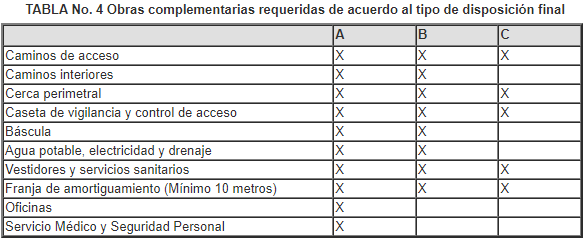 TABLA No. 4 Obras complementarias requeridas de acuerdo al tipo de disposición final
A B C
Caminos de acceso X X X
Caminos interiores X X
Cerca perimetral X X X
Caseta de vigilancia y control de acceso X X X
Báscula X X
Agua potable, electricidad y drenaje X X
Vestidores y servicios sanitarios X X X
Franja de amortiguamiento (Mínimo 10 metros) X X X
Oficinas X
Servicio Médico y Seguridad Personal X